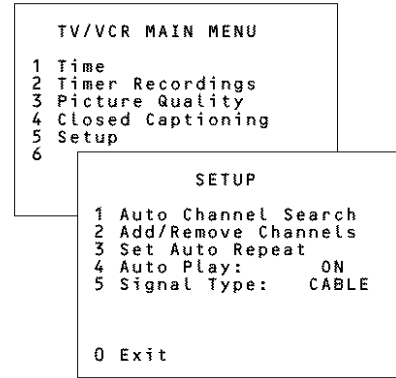 TV/VCR MAIN MENU
1 Time
2 Timer Recordings
3 Picture Quality
4 Closed Captioning
5 Setup
6
SETUP
1 Auto Channel Search
2 Add/Remove Channels
3 Set Auto Repeat
4 Auto Play: ON
5 Signal Type: CABLE
0 Exit